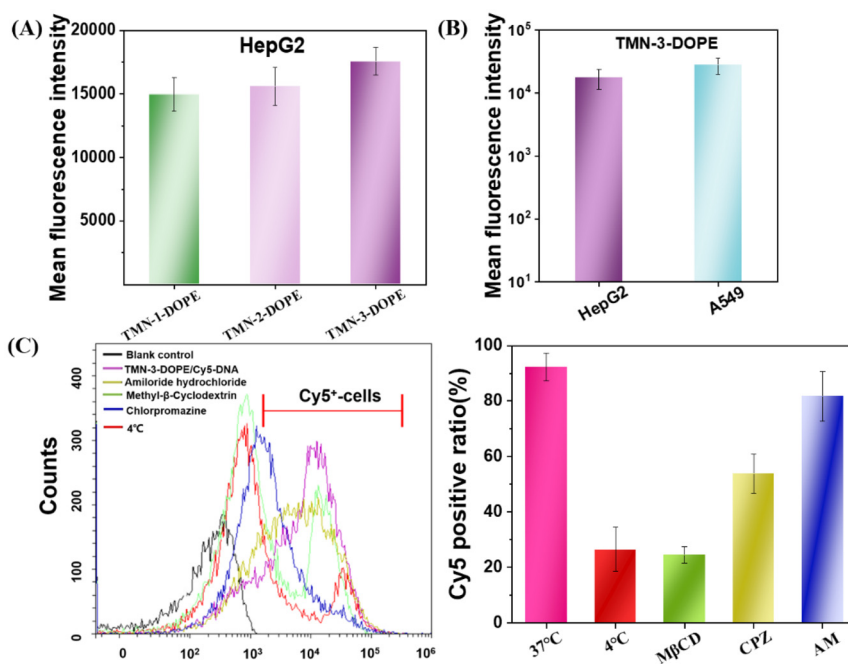 (A)
HepG2
Mean fluorescence intensity
20000
15000
10000
5000
TMN-1-DOPE
TMN-2-DOPE
TMN-3-DOPE
(B)
TMN-3-DOPE
Mean fluorescence intensity
10⁵
10⁴
10³
10²
10¹
HepG2
A549
(C)
Blank control
TMN-3-DOPE/Cy5-DNA
Amiloride hydrochloride
Methyl-β-Cyclodextrin
Chlorpromazine
4℃
Cy5⁺-cells
Counts
400
300
200
100
0
0 10² 10³ 10⁴ 10⁵ 10⁶
Cy5 positive ratio(%)
100
80
60
40
20
0
37℃
4℃
MβCD
CPZ
AM